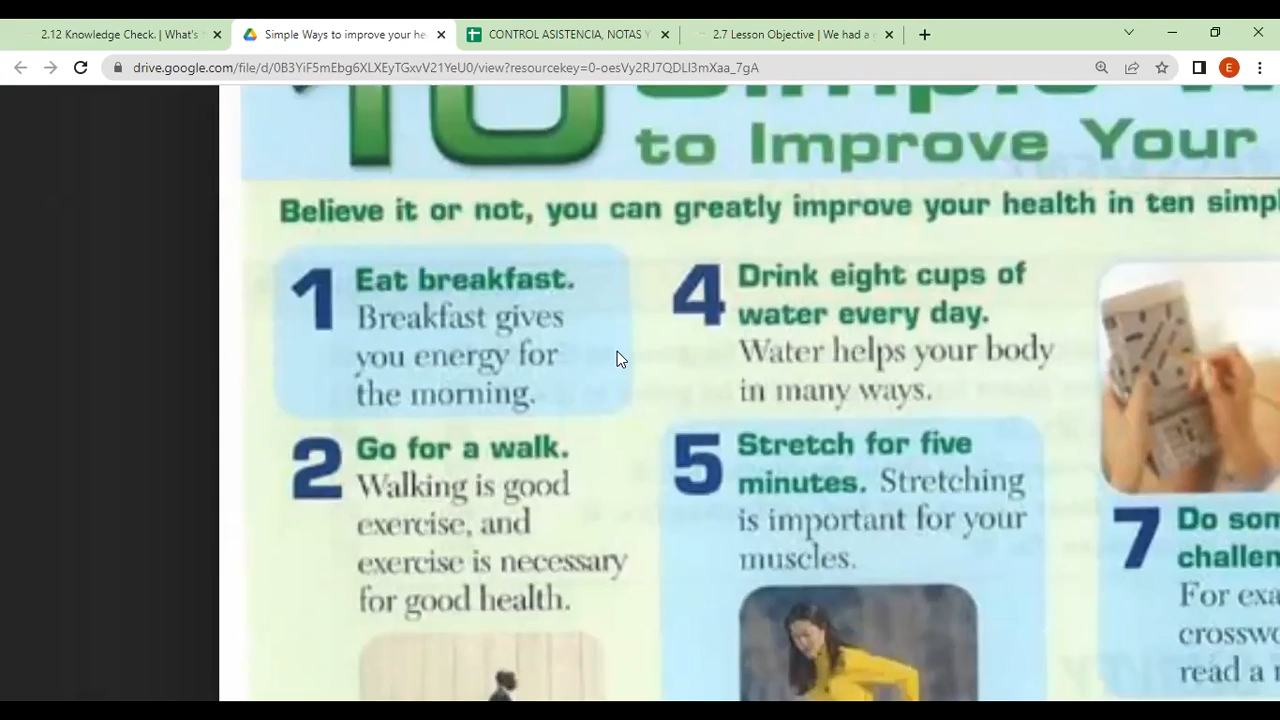 2.12 Knowledge Check. | What's
Simple Ways to improve your he
CONTROL ASISTENCIA, NOTAS Y
2.7 Lesson Objective | We had a
drive.google.com/file/d/0B3YiF5mEbg6XLXEyTGxvV21YeU0/view?resourcekey=0-oesVy2RJ7QDLI3mXaa_7gA
E
10
to Improve Your
Believe it or not, you can greatly improve your health in ten simpl
1 Eat breakfast.
Breakfast gives
you energy for
the morning.
2 Go for a walk.
Walking is good
exercise, and
exercise is necessary
for good health.
4 Drink eight cups of
water every day.
Water helps your body
in many ways.
5 Stretch for five
minutes. Stretching
is important for your
muscles.
7 Do som
challen
For exa
crosswo
read a